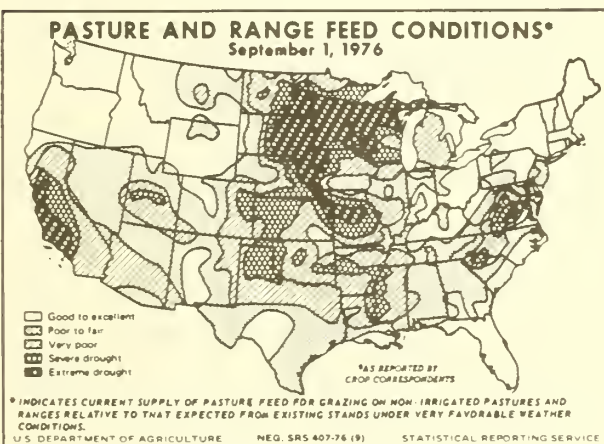 PASTURE AND RANGE FEED CONDITIONS*
September 1, 1976
Good to excellent
Poor to fair
Very poor
Severe drought
Extreme drought
*AS REPORTED BY
CROP CORRESPONDENTS
* INDICATES CURRENT SUPPLY OF PASTURE FEED FOR GRAZING ON NON-IRRIGATED PASTURES AND
RANGES RELATIVE TO THAT EXPECTED FROM EXISTING STANDS UNDER VERY FAVORABLE WEATHER
CONDITIONS.
U.S. DEPARTMENT OF AGRICULTURE NEG. SRS 407-76 (9) STATISTICAL REPORTING SERVICE